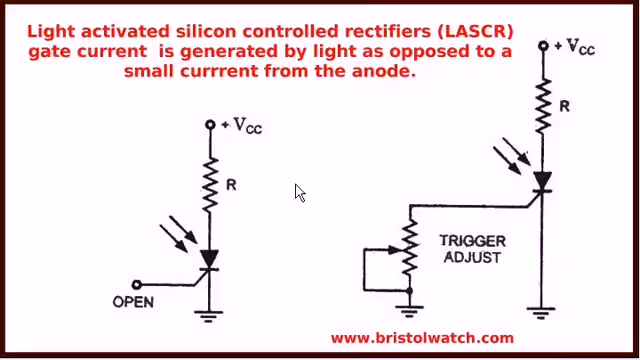 Light activated silicon controlled rectifiers (LASCR)
gate current is generated by light as opposed to a
small currrent from the anode.
+ VCC
R
+ VCC
R
OPEN
TRIGGER
ADJUST
www.bristolwatch.com